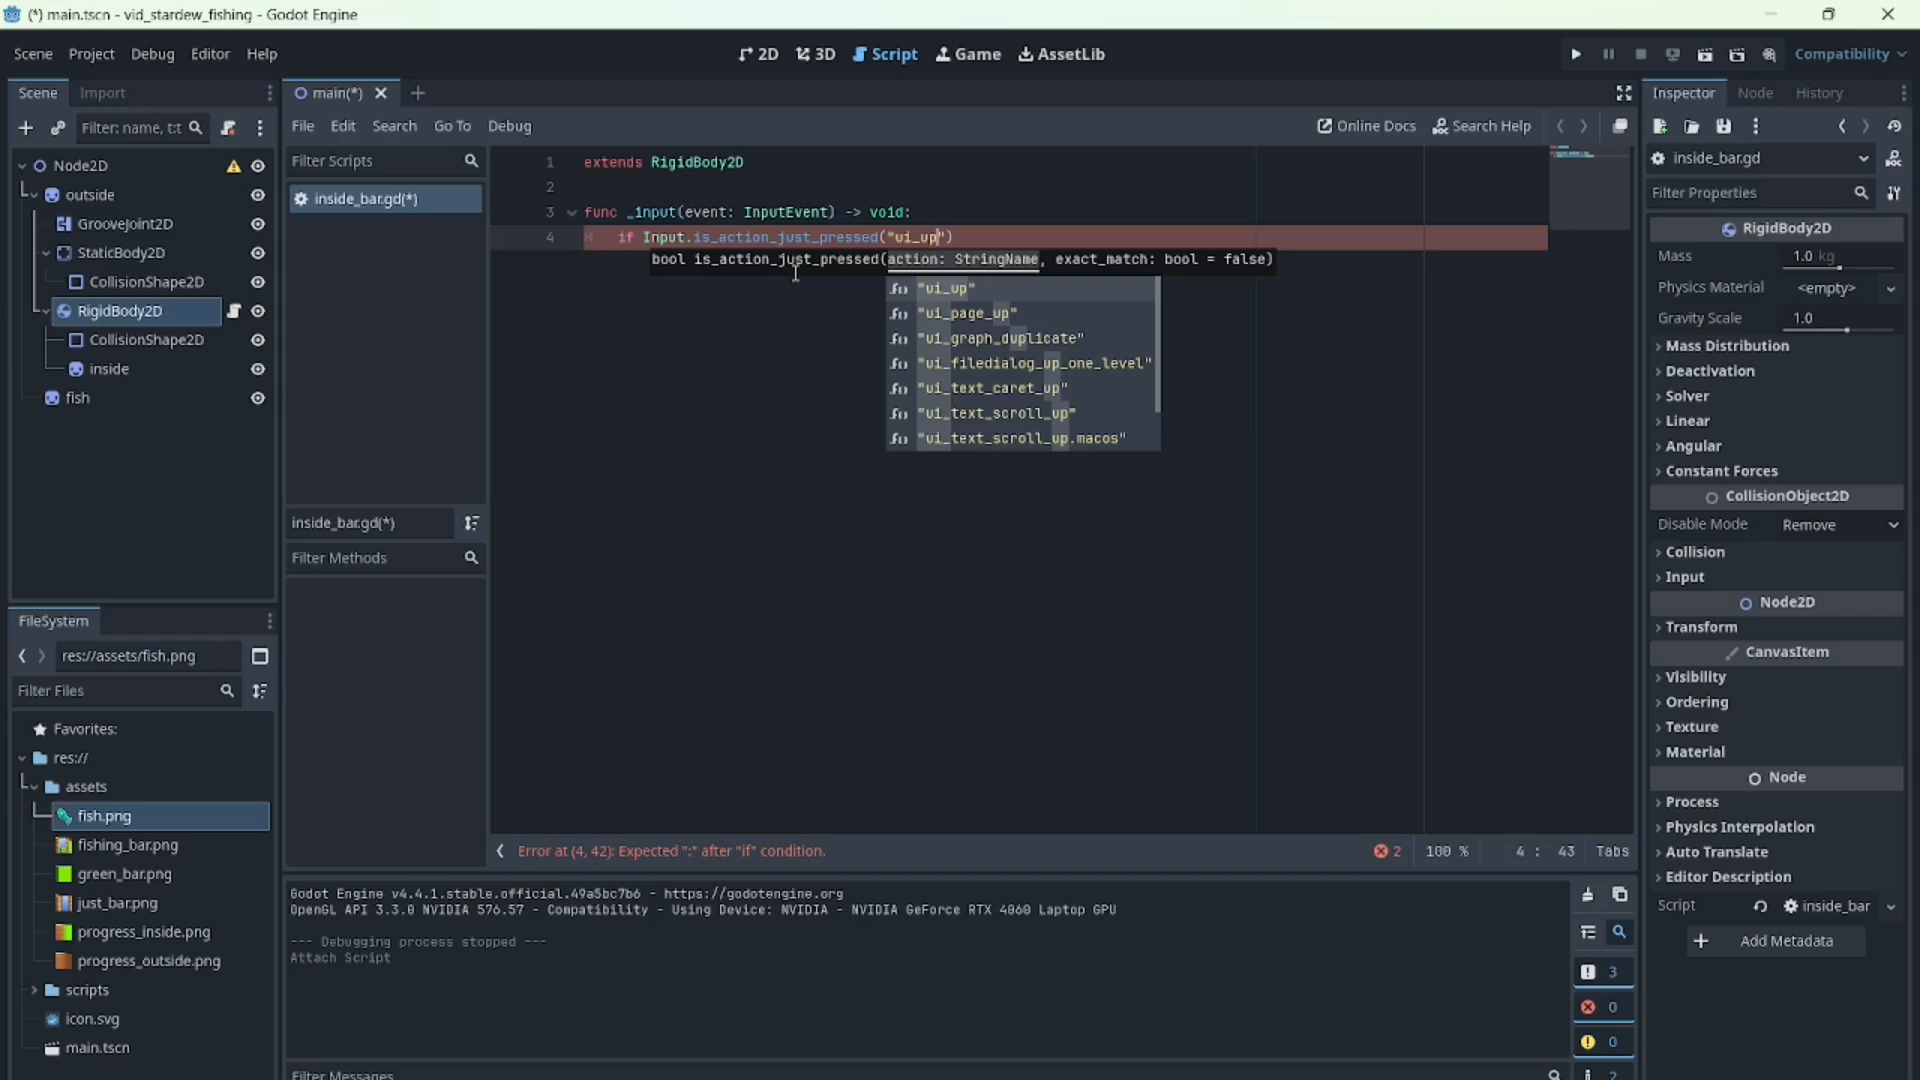 (*) main.tscn - vid_stardew_fishing - Godot Engine
Scene Project Debug Editor Help
2D 3D Script Game AssetLib
Compatibility
Scene Import
Filter: name, t:t
Node2D
outside
GrooveJoint2D
StaticBody2D
CollisionShape2D
RigidBody2D
CollisionShape2D
inside
fish
FileSystem
res://assets/fish.png
Filter Files
Favorites:
res://
assets
fish.png
fishing_bar.png
green_bar.png
just_bar.png
progress_inside.png
progress_outside.png
scripts
icon.svg
main.tscn
main(*)
File Edit Search Go To Debug
Online Docs Search Help
Filter Scripts
inside_bar.gd(*)
inside_bar.gd(*)
Filter Methods
1 extends RigidBody2D
2
3 func _input(event: InputEvent) -> void:
4 if Input.is_action_just_pressed("ui_up")
bool is_action_just_pressed(action: StringName, exact_match: bool = false)
"ui_up"
"ui_page_up"
"ui_graph_duplicate"
"ui_filedialog_up_one_level"
"ui_text_caret_up"
"ui_text_scroll_up"
"ui_text_scroll_up.macos"
Error at (4, 42): Expected ":" after "if" condition.
2 100 % 4 : 43 Tabs
Godot Engine v4.4.1.stable.official.49a5bc7b6 - https://godotengine.org
OpenGL API 3.3.0 NVIDIA 576.57 - Compatibility - Using Device: NVIDIA - NVIDIA GeForce RTX 4060 Laptop GPU
--- Debugging process stopped ---
Attach Script
Filter Messages
3
0
0
2
Inspector Node History
inside_bar.gd
Filter Properties
RigidBody2D
Mass 1.0 kg
Physics Material <empty>
Gravity Scale 1.0
Mass Distribution
Deactivation
Solver
Linear
Angular
Constant Forces
CollisionObject2D
Disable Mode Remove
Collision
Input
Node2D
Transform
CanvasItem
Visibility
Ordering
Texture
Material
Node
Process
Physics Interpolation
Auto Translate
Editor Description
Script inside_bar
Add Metadata